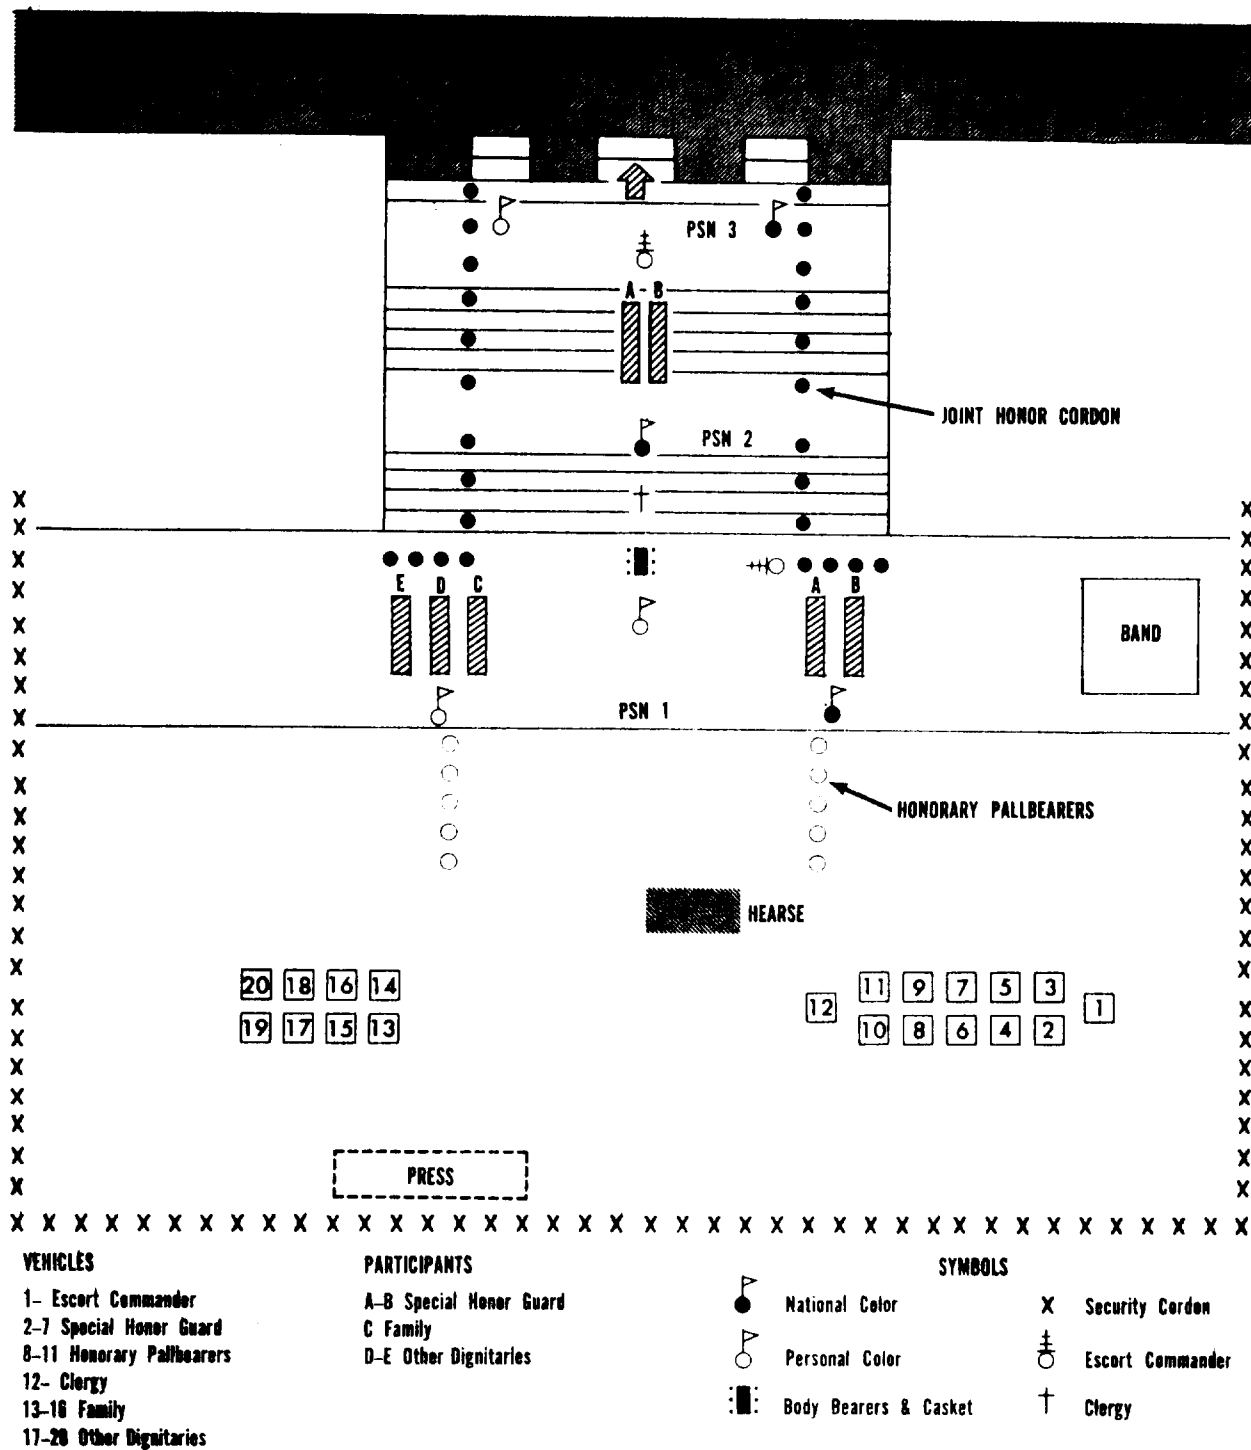 PSN 3
A - B
JOINT HONOR CORDON
PSN 2
E D C
A B
BAND
PSN 1
HONORARY PALLBEARERS
HEARSE
20 18 16 14
11 9 7 5 3
12
1
19 17 15 13
10 8 6 4 2
PRESS
VEHICLES
1- Escort Commander
2-7 Special Honor Guard
8-11 Honorary Pallbearers
12- Clergy
13-16 Family
17-20 Other Dignitaries
PARTICIPANTS
A-B Special Honor Guard
C Family
D-E Other Dignitaries
SYMBOLS
National Color
Personal Color
Body Bearers & Casket
X Security Cordon
Escort Commander
Clergy